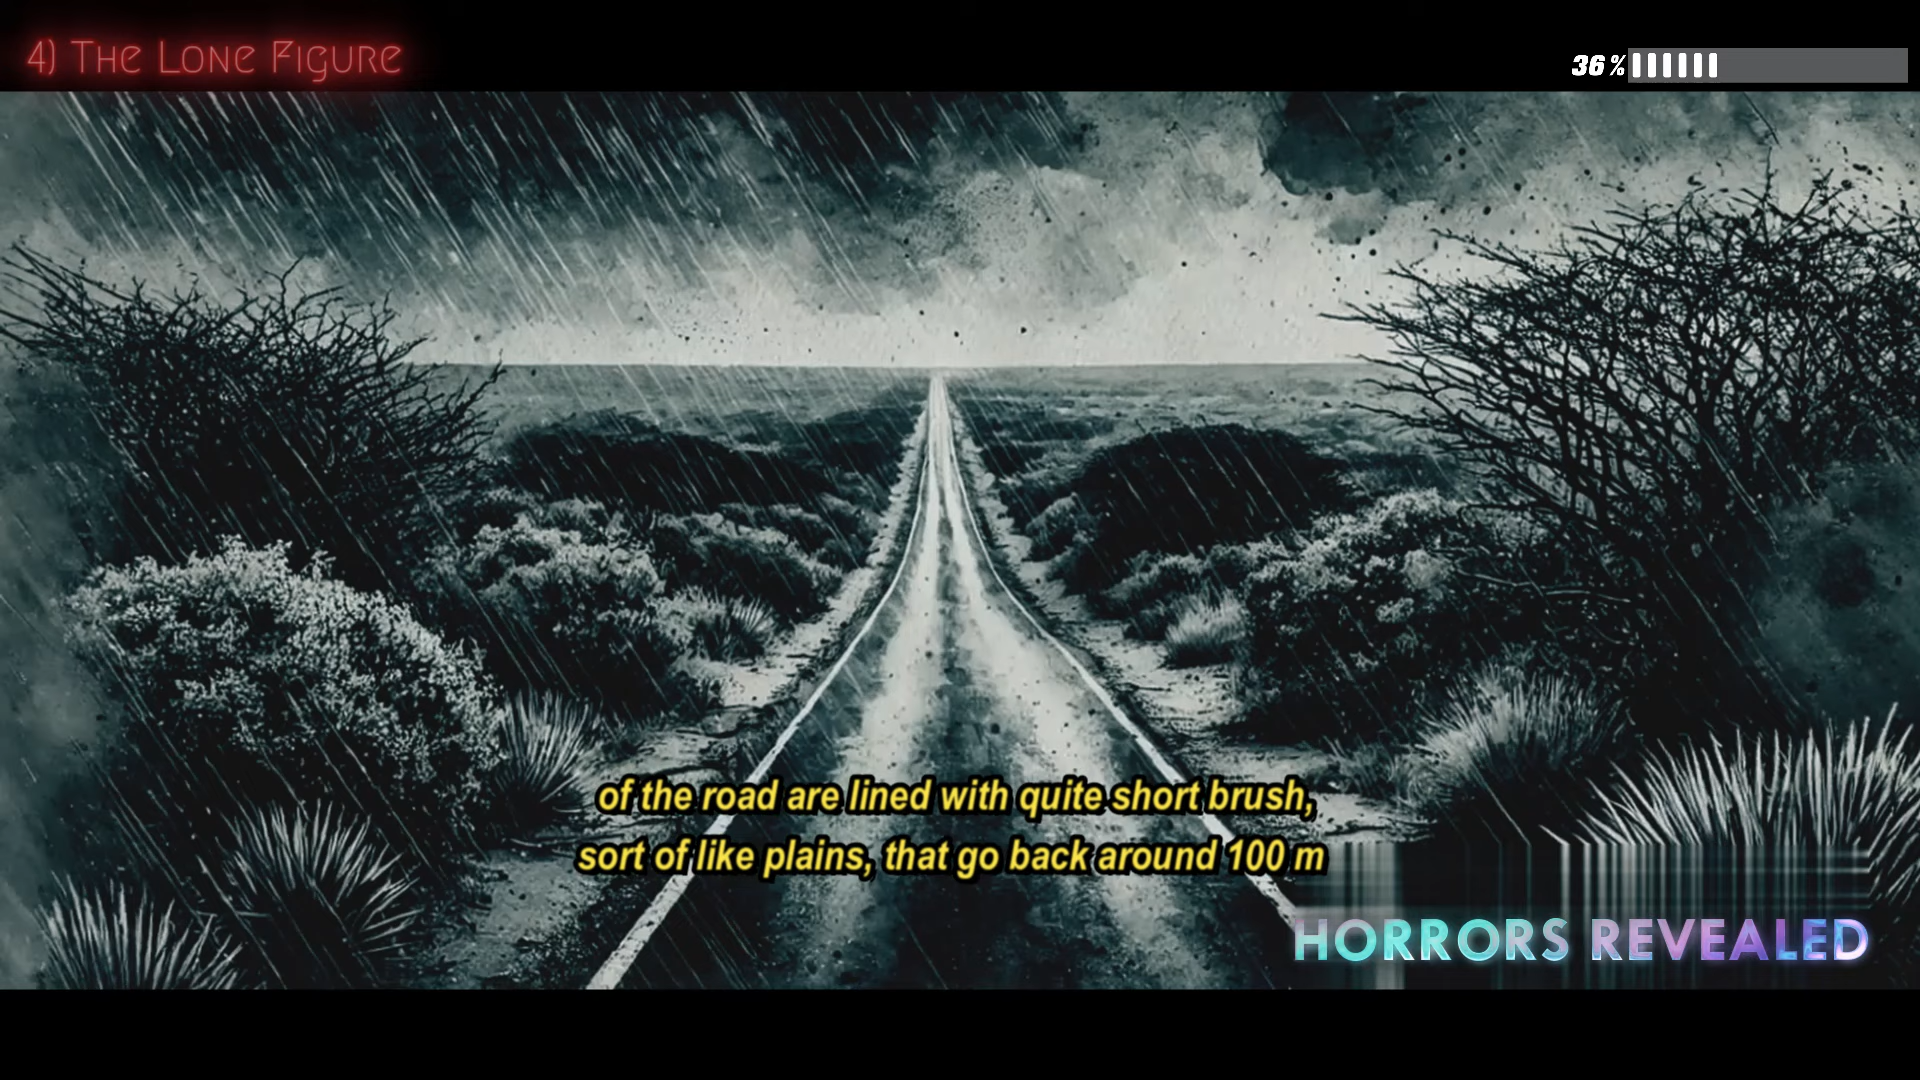 4) The Lone Figure
36%
of the road are lined with quite short brush,
sort of like plains, that go back around 100 m
HORRORS REVEALED